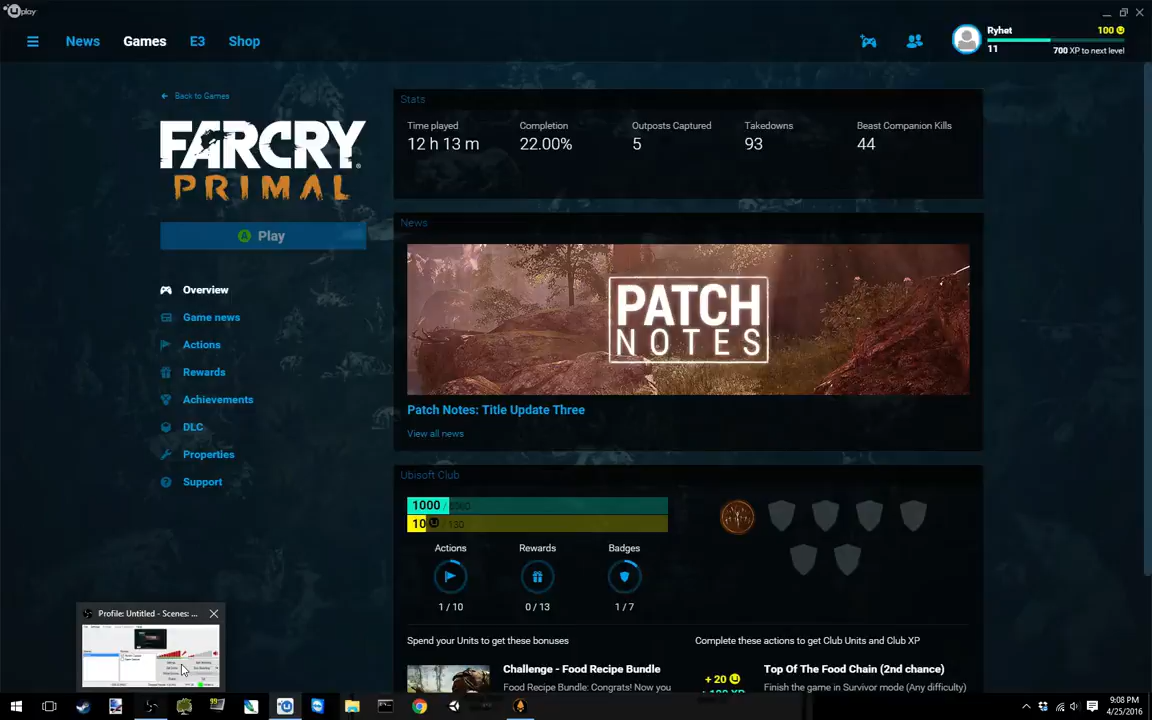 uplay
News Games E3 Shop
Ryhet 100
11 700 XP to next level
Back to Games
FARCRY
PRIMAL
A Play
Overview
Game news
Actions
Rewards
Achievements
DLC
Properties
Support
Stats
Time played Completion Outposts Captured Takedowns Beast Companion Kills
12 h 13 m 22.00% 5 93 44
News
PATCH
NOTES
Patch Notes: Title Update Three
View all news
Ubisoft Club
1000 /
10 / 130
Actions Rewards Badges
1 / 10 0 / 13 1 / 7
Spend your Units to get these bonuses Complete these actions to get Club Units and Club XP
Challenge - Food Recipe Bundle + 20 Top Of The Food Chain (2nd chance)
Food Recipe Bundle: Congrats! Now you Finish the game in Survivor mode (Any difficulty)
Profile: Untitled - Scenes: ...
99
9:08 PM
4/25/2016